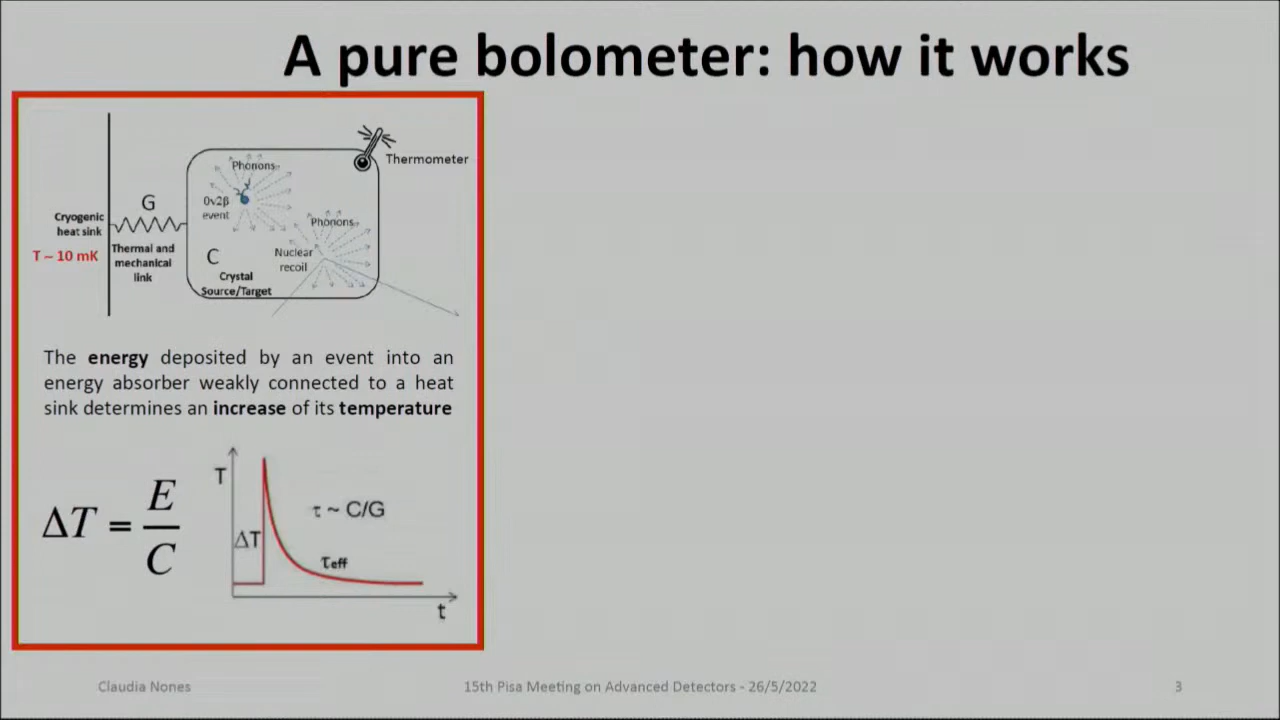 A pure bolometer: how it works
Thermometer
Phonons
0ν2β
event
G
Cryogenic
heat sink
T ~ 10 mK
Thermal and
mechanical
link
Phonons
Nuclear
recoil
C
Crystal
Source/Target
The energy deposited by an event into an
energy absorber weakly connected to a heat
sink determines an increase of its temperature
ΔT = E/C
T
ΔT
τ ~ C/G
τeff
t
Claudia Nones
15th Pisa Meeting on Advanced Detectors - 26/5/2022
3